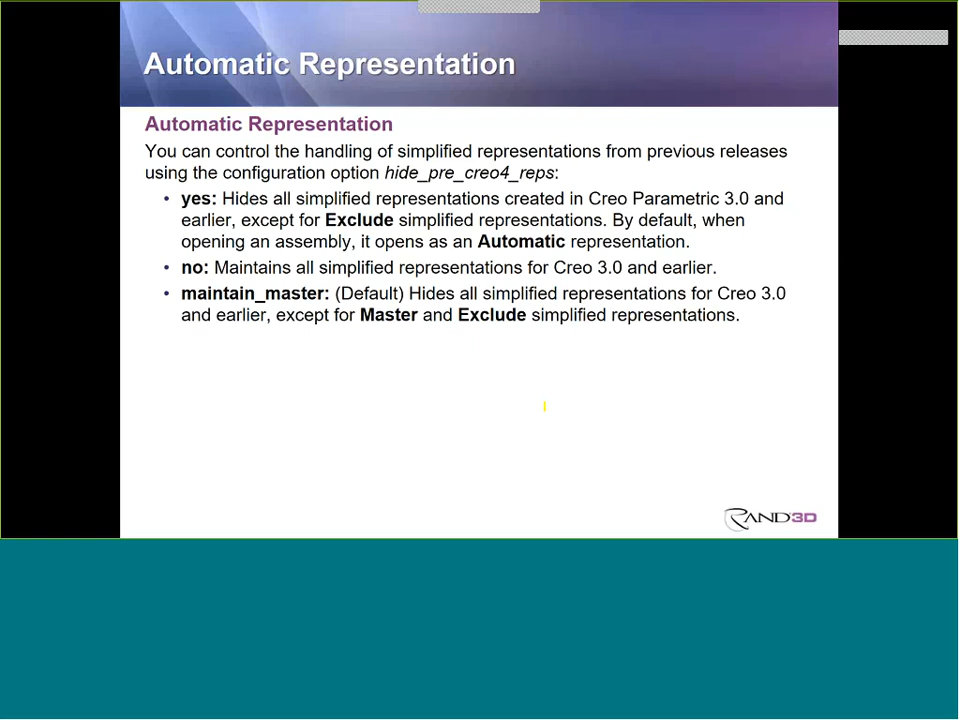 Automatic Representation
Automatic Representation
You can control the handling of simplified representations from previous releases
using the configuration option hide_pre_creo4_reps:
• yes: Hides all simplified representations created in Creo Parametric 3.0 and
earlier, except for Exclude simplified representations. By default, when
opening an assembly, it opens as an Automatic representation.
• no: Maintains all simplified representations for Creo 3.0 and earlier.
• maintain_master: (Default) Hides all simplified representations for Creo 3.0
and earlier, except for Master and Exclude simplified representations.
RAND3D